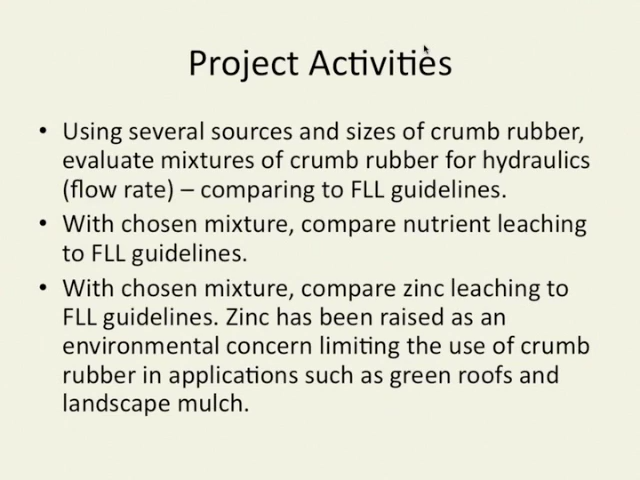 Project Activities
• Using several sources and sizes of crumb rubber,
evaluate mixtures of crumb rubber for hydraulics
(flow rate) – comparing to FLL guidelines.
• With chosen mixture, compare nutrient leaching
to FLL guidelines.
• With chosen mixture, compare zinc leaching to
FLL guidelines. Zinc has been raised as an
environmental concern limiting the use of crumb
rubber in applications such as green roofs and
landscape mulch.